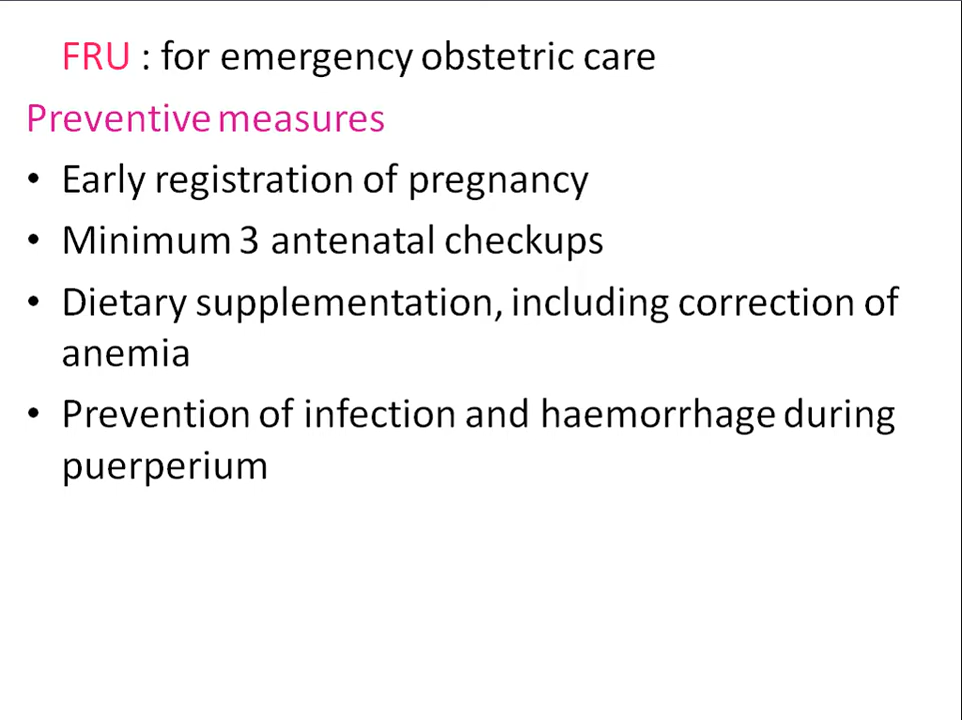 FRU : for emergency obstetric care
Preventive measures
• Early registration of pregnancy
• Minimum 3 antenatal checkups
• Dietary supplementation, including correction of
anemia
• Prevention of infection and haemorrhage during
puerperium